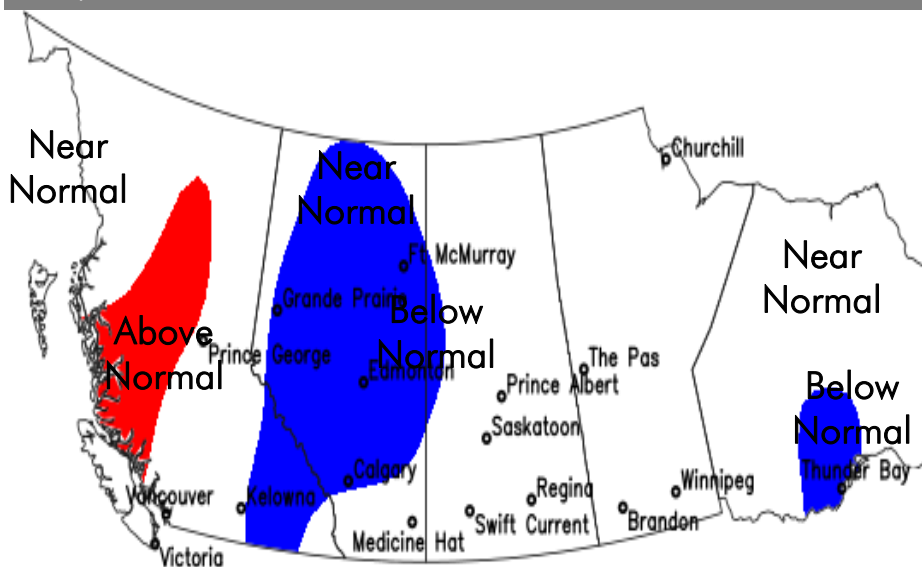 Churchill
Near
Normal
Near
Normal
Near
Normal
Ft McMurray
Grande Prairie
Below
Normal
Above
Normal
Prince George
Edmonton
The Pas
Prince Albert
Below
Normal
Saskatoon
Calgary
Thunder Bay
Vancouver
Kelowna
Regina
Winnipeg
Swift Current
Brandon
Medicine Hat
Victoria